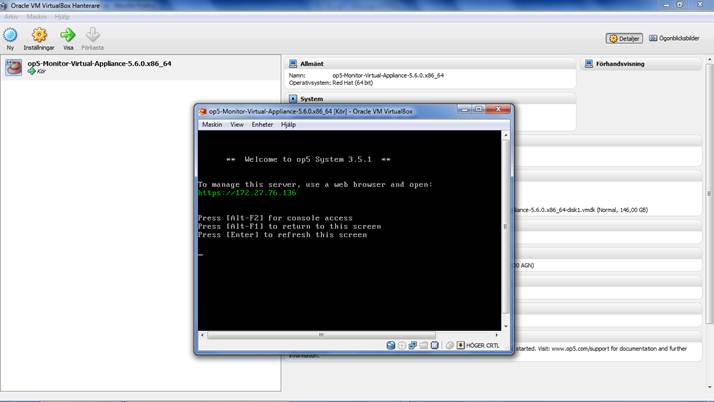 Oracle VM VirtualBox Hanterare
Arkiv Maskin Hjälp
Ny Inställningar Visa Förkasta
Detaljer Ögonblicksbilder
op5-Monitor-Virtual-Appliance-5.6.0.x86_64
Kör
Allmänt
Namn: op5-Monitor-Virtual-Appliance-5.6.0.x86_64
Operativsystem: Red Hat (64 bit)
System
Förhandsvisning
op5-Monitor-Virtual-Appliance-5.6.0.x86_64 [Kör] - Oracle VM VirtualBox
Maskin View Enheter Hjälp
** Welcome to op5 System 3.5.1 **
To manage this server, use a web browser and open:
https://172.27.76.136
Press [Alt-F2] for console access
Press [Alt-F1] to return to this screen
Press [Enter] to refresh this screen
HÖGER CRTL
-5.6.0.x86_64-disk1.vmdk (Normal, 146,00 GB)
00 AGN)
started. Visit: www.op5.com/support for documentation and further
information.